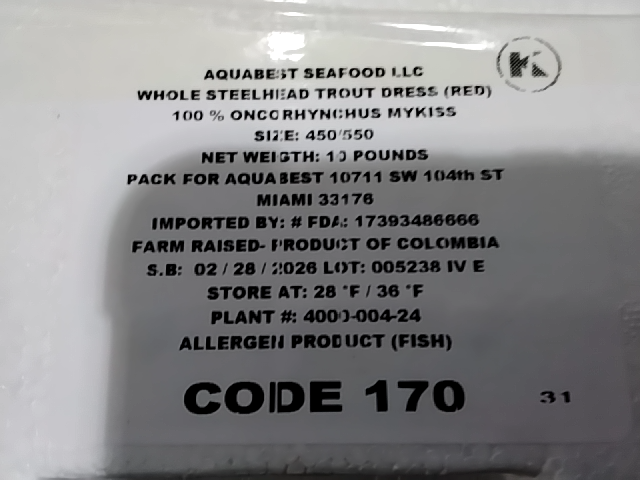 K
AQUABEST SEAFOOD LLC
WHOLE STEELHEAD TROUT DRESS (RED)
100 % ONCORHYNCHUS MYKISS
SIZE: 450/550
NET WEIGTH: 10 POUNDS
PACK FOR AQUABEST 10711 SW 104th ST
MIAMI 33176
IMPORTED BY: # FDA: 17393486666
FARM RAISED- PRODUCT OF COLOMBIA
S.B: 02 / 28 / 2026 LOT: 005238 IV E
STORE AT: 28 °F / 36 °F
PLANT #: 4000-004-24
ALLERGEN PRODUCT (FISH)
CODE 170 31